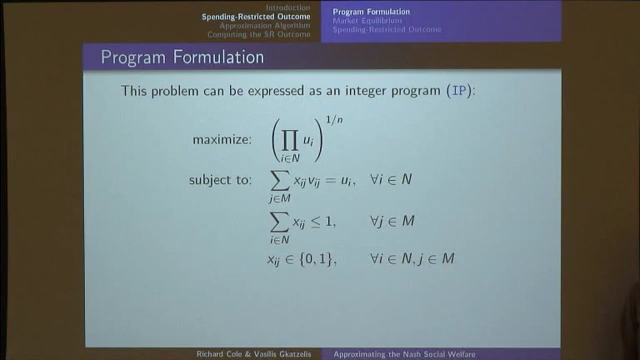 Introduction
Spending-Restricted Outcome
Approximation Algorithm
Computing the SR Outcome
Program Formulation
Market Equilibrium
Spending-Restricted Outcome
Program Formulation
This problem can be expressed as an integer program (IP):
maximize: (∏_{i∈N} u_i)^{1/n}
subject to: ∑_{j∈M} x_{ij} v_{ij} = u_i, ∀i ∈ N
∑_{i∈N} x_{ij} ≤ 1, ∀j ∈ M
x_{ij} ∈ {0, 1}, ∀i ∈ N, j ∈ M
Richard Cole & Vasilis Gkatzelis Approximating the Nash Social Welfare